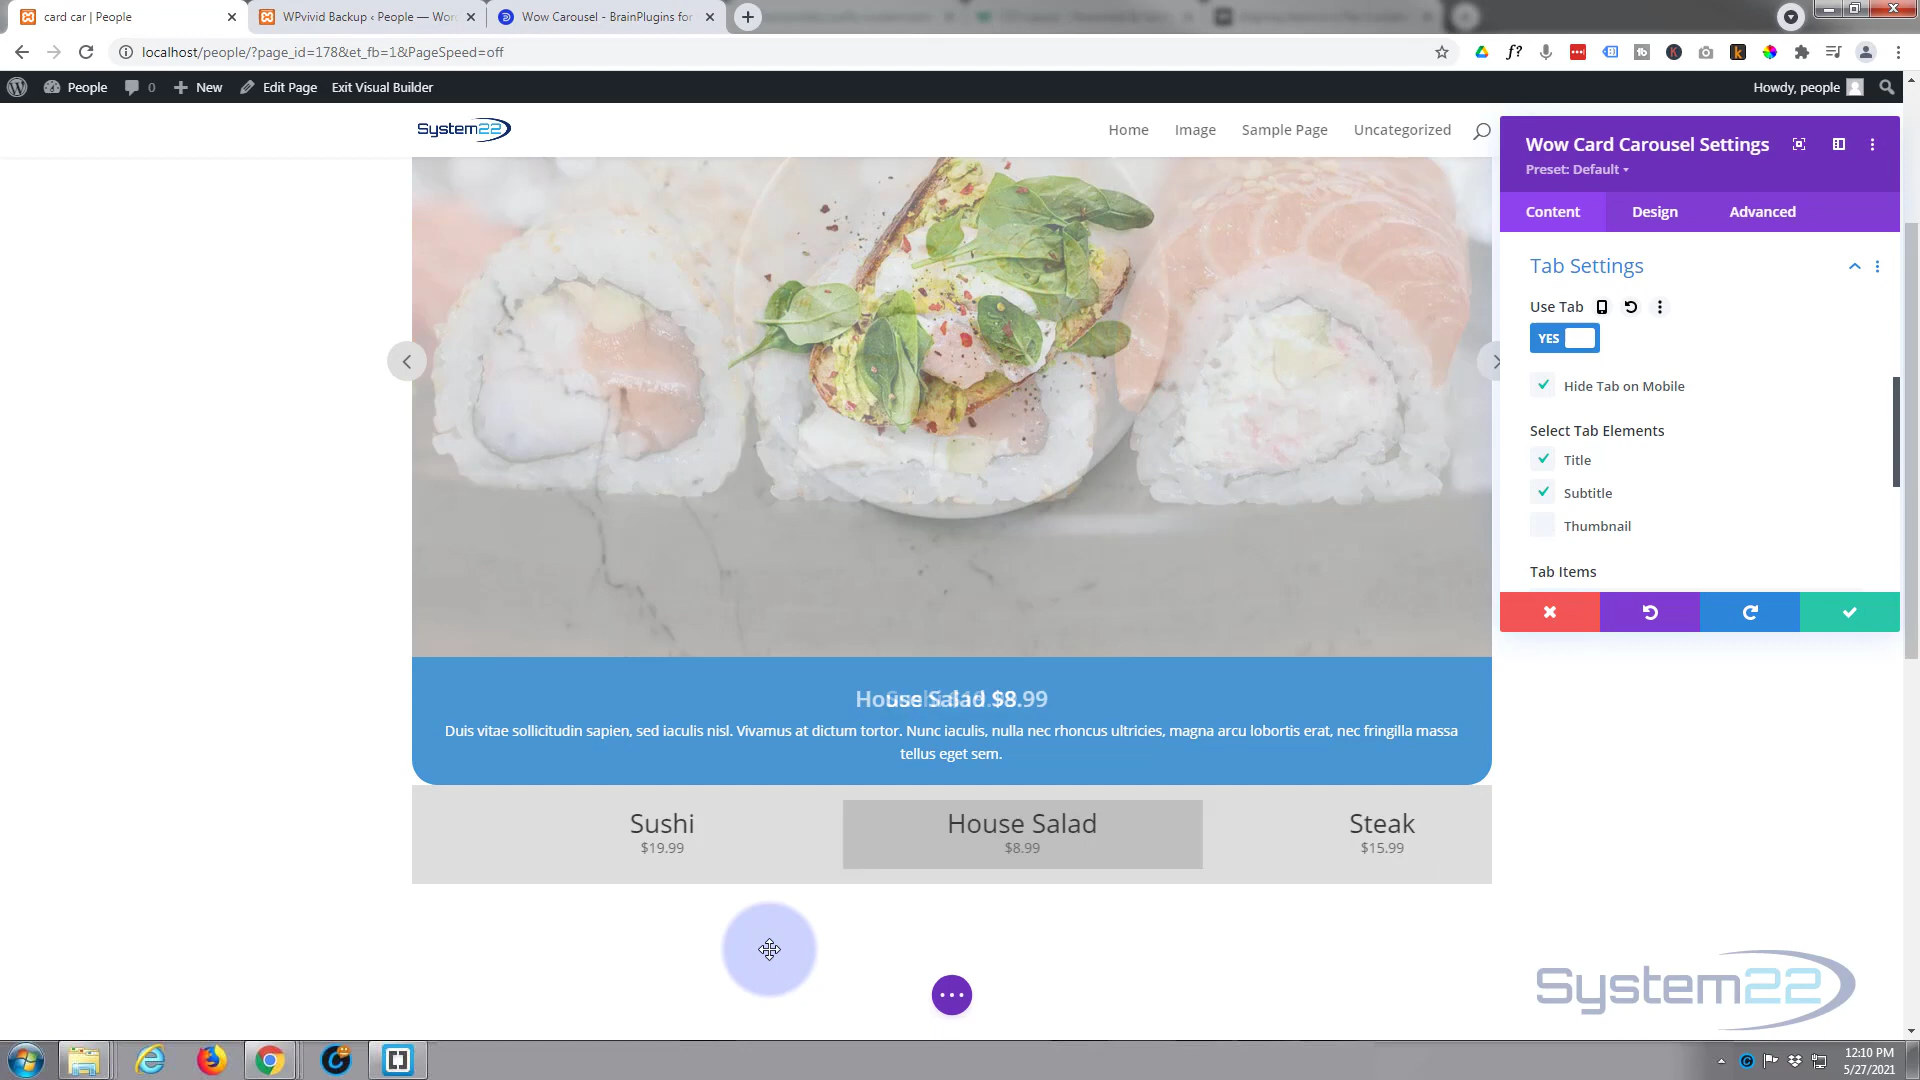 card car | People
WPvivid Backup ‹ People — Wor
Wow Carousel - BrainPlugins for
localhost/people/?page_id=178&et_fb=1&PageSpeed=off
People
0
New
Edit Page
Exit Visual Builder
Howdy, people
System22
Home
Image
Sample Page
Uncategorized
Wow Card Carousel Settings
Preset: Default
Content
Design
Advanced
Tab Settings
Use Tab
YES
Hide Tab on Mobile
Select Tab Elements
Title
Subtitle
Thumbnail
Tab Items
House Salad $8.99
Duis vitae sollicitudin sapien, sed iaculis nisl. Vivamus at dictum tortor. Nunc iaculis, nulla nec rhoncus ultricies, magna arcu lobortis erat, nec fringilla massa
tellus eget sem.
Sushi
$19.99
House Salad
$8.99
Steak
$15.99
System22
12:10 PM
5/27/2021